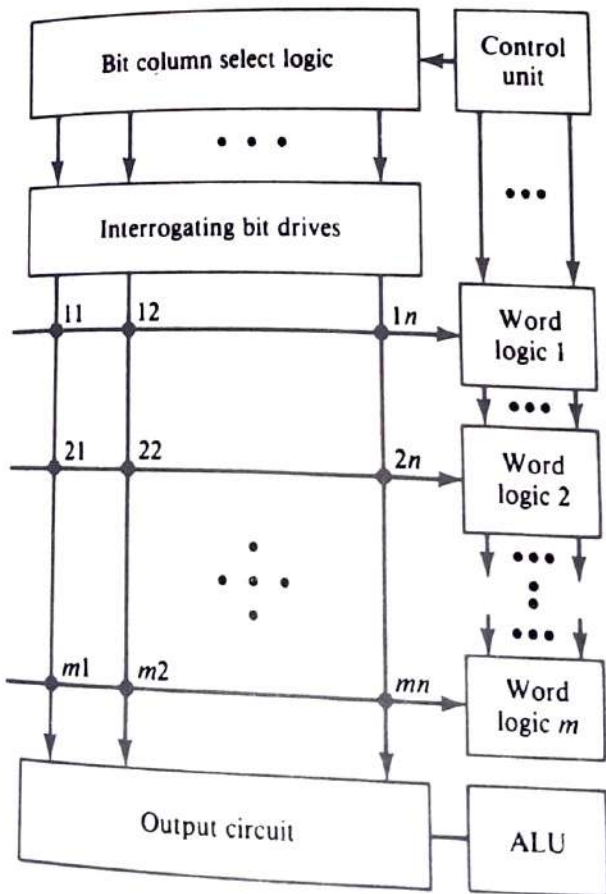 Bit column select logic
Control
unit
Interrogating bit drives
11 12 1n
Word
logic 1
21 22 2n
Word
logic 2
m1 m2 mn
Word
logic m
Output circuit
ALU